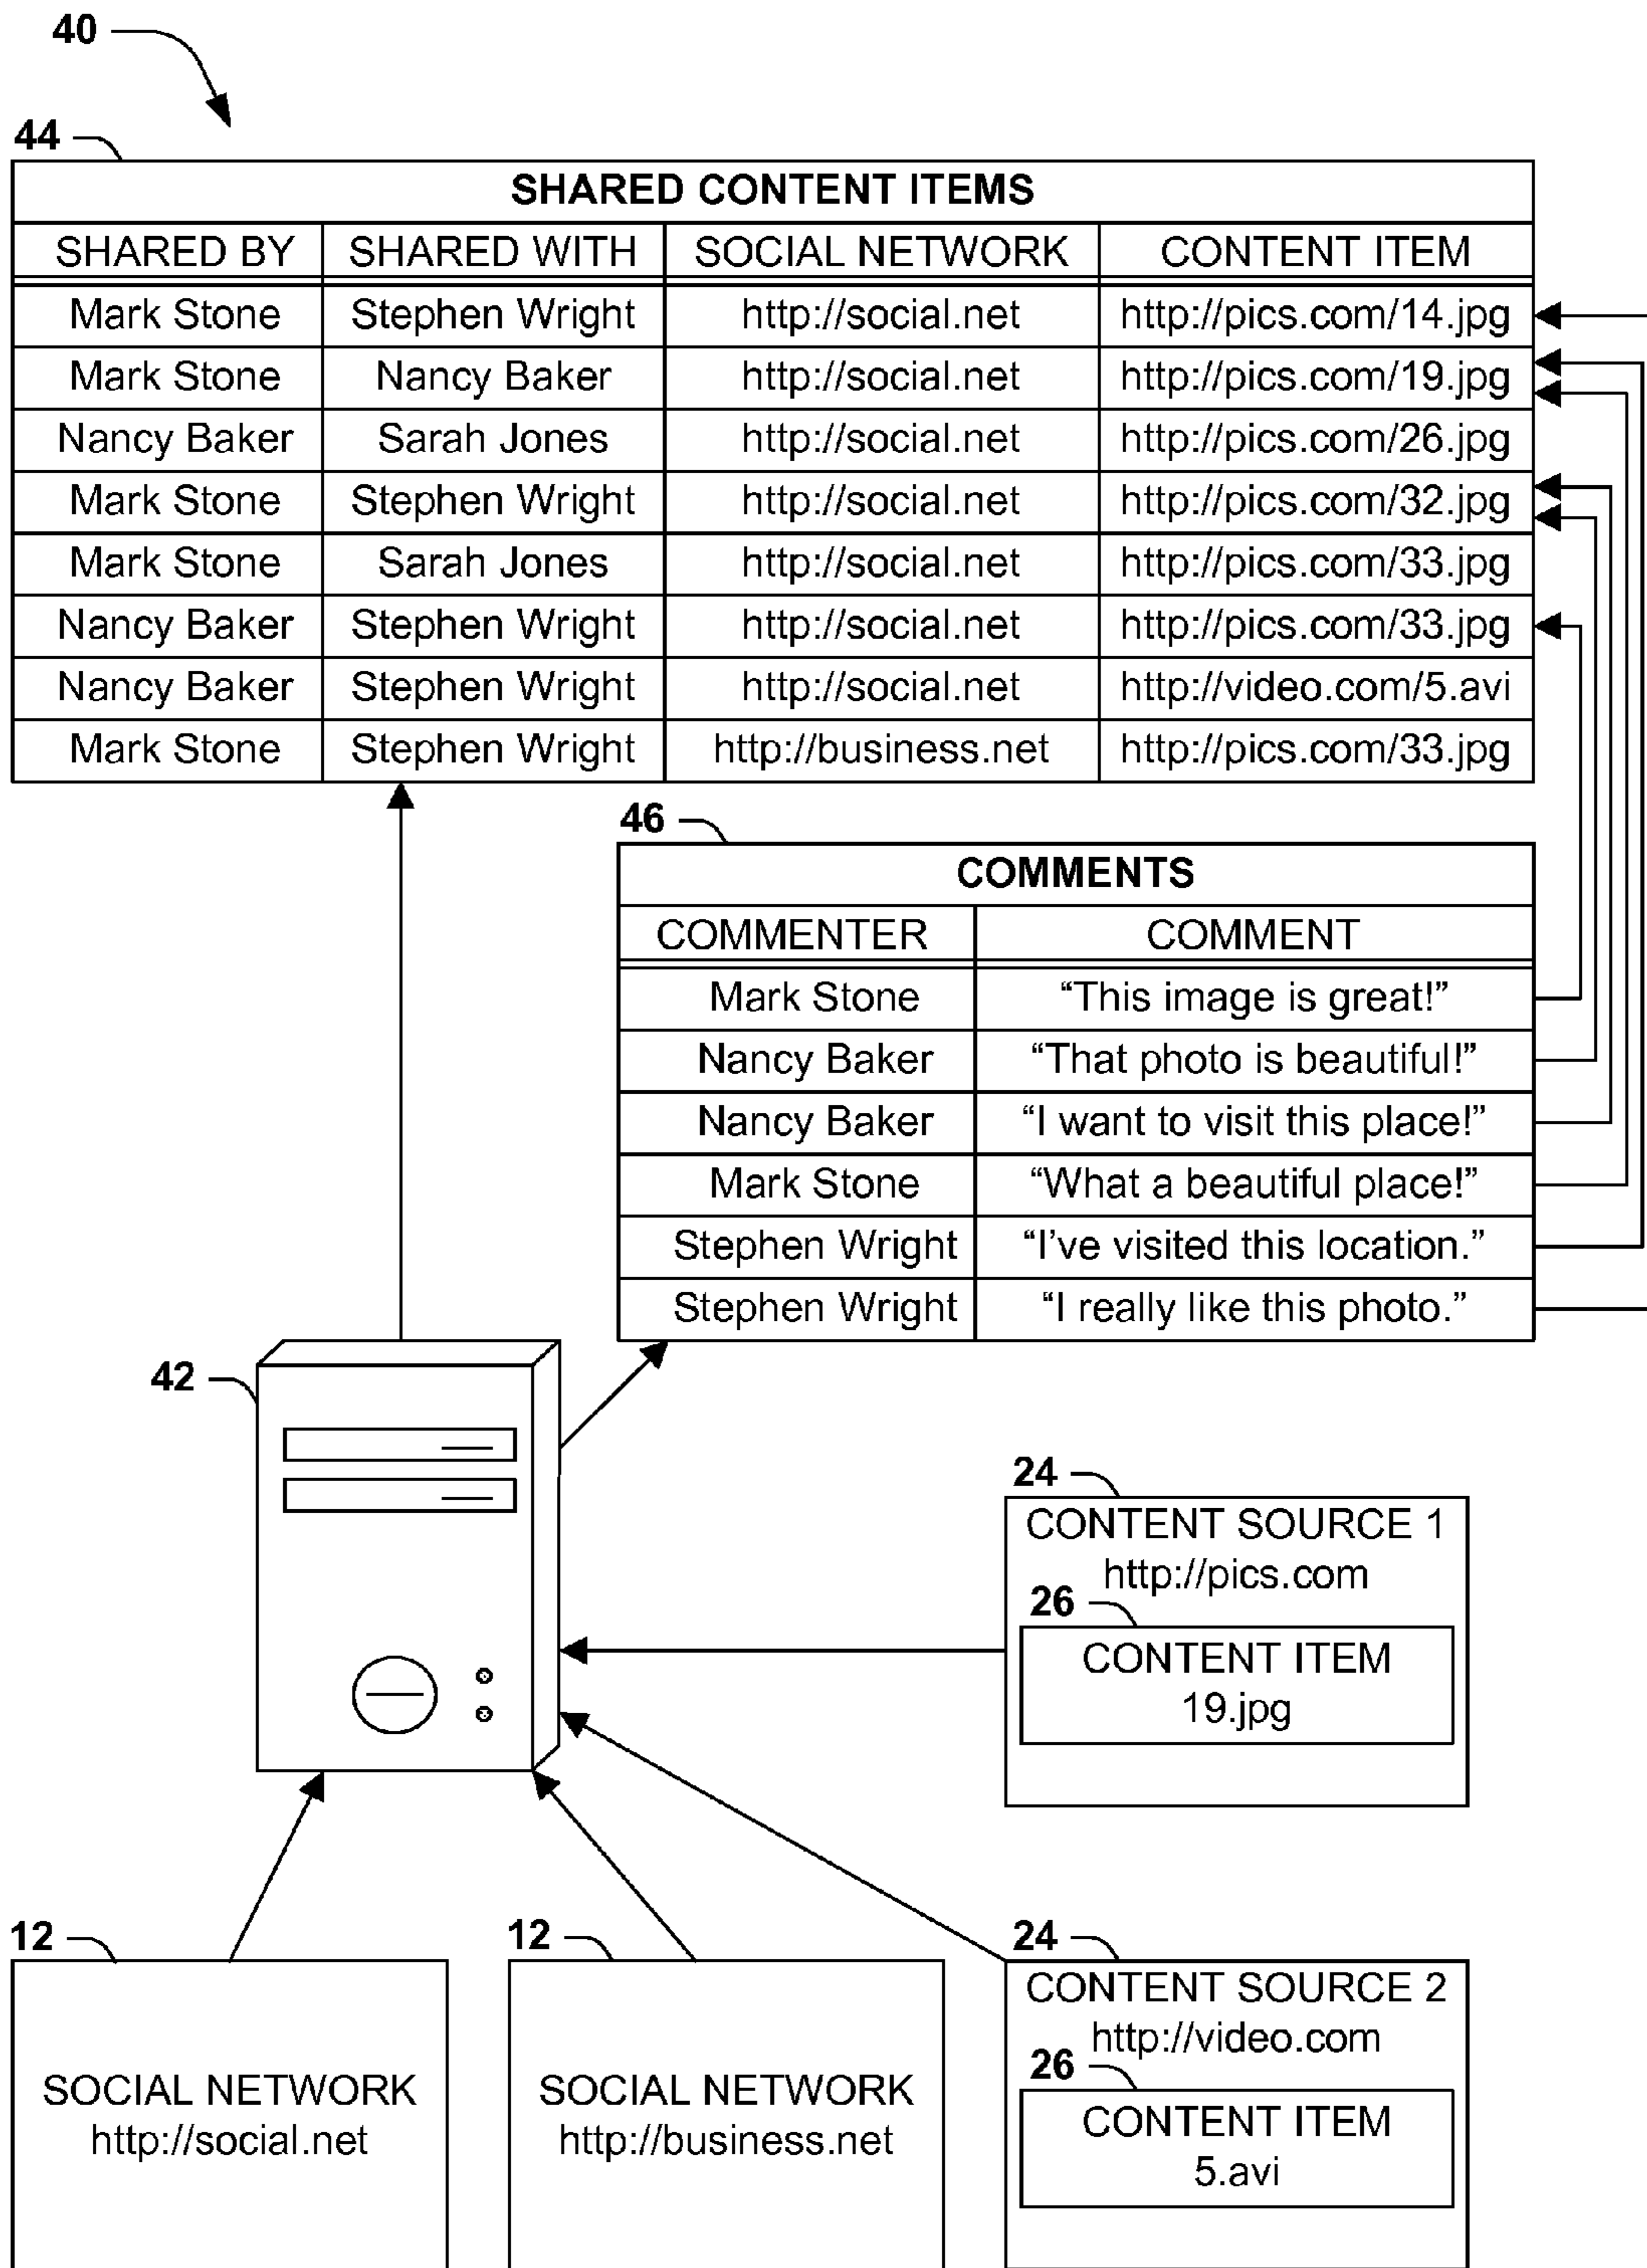 40
44
SHARED CONTENT ITEMS
SHARED BY SHARED WITH SOCIAL NETWORK CONTENT ITEM
Mark Stone Stephen Wright http://social.net http://pics.com/14.jpg
Mark Stone Nancy Baker http://social.net http://pics.com/19.jpg
Nancy Baker Sarah Jones http://social.net http://pics.com/26.jpg
Mark Stone Stephen Wright http://social.net http://pics.com/32.jpg
Mark Stone Sarah Jones http://social.net http://pics.com/33.jpg
Nancy Baker Stephen Wright http://social.net http://pics.com/33.jpg
Nancy Baker Stephen Wright http://social.net http://video.com/5.avi
Mark Stone Stephen Wright http://business.net http://pics.com/33.jpg
46
COMMENTS
COMMENTER COMMENT
Mark Stone “This image is great!”
Nancy Baker “That photo is beautiful!”
Nancy Baker “I want to visit this place!”
Mark Stone “What a beautiful place!”
Stephen Wright “I’ve visited this location.”
Stephen Wright “I really like this photo.”
42
24
CONTENT SOURCE 1
http://pics.com
26
CONTENT ITEM
19.jpg
12
SOCIAL NETWORK
http://social.net
12
SOCIAL NETWORK
http://business.net
24
CONTENT SOURCE 2
http://video.com
26
CONTENT ITEM
5.avi